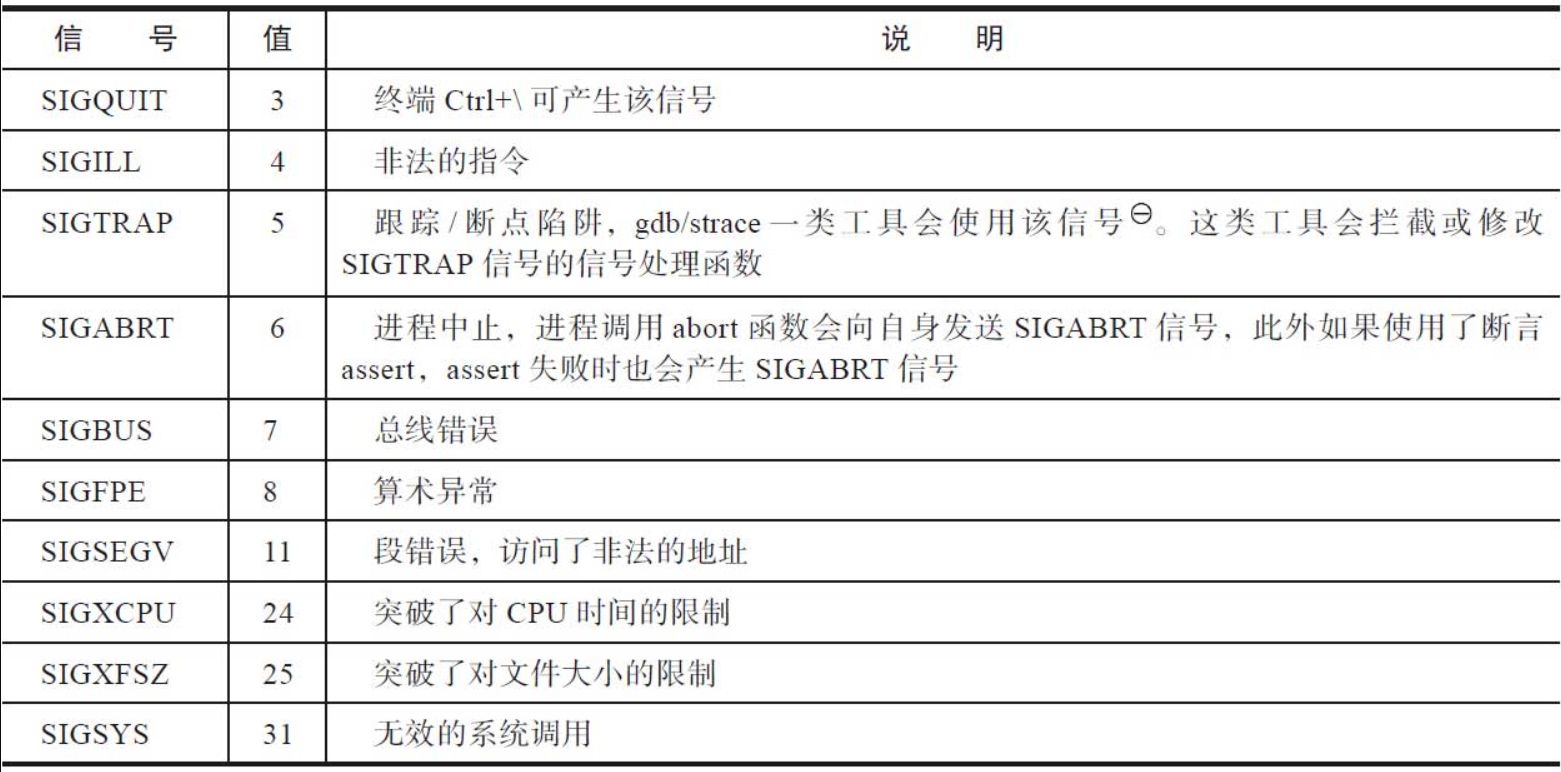 信 号 值 说 明
SIGQUIT 3 终端 Ctrl+\ 可产生该信号
SIGILL 4 非法的指令
SIGTRAP 5 跟踪/断点陷阱，gdb/strace 一类工具会使用该信号㊀。这类工具会拦截或修改
SIGTRAP 信号的信号处理函数
SIGABRT 6 进程中止，进程调用 abort 函数会向自身发送 SIGABRT 信号，此外如果使用了断言
assert，assert 失败时也会产生 SIGABRT 信号
SIGBUS 7 总线错误
SIGFPE 8 算术异常
SIGSEGV 11 段错误，访问了非法的地址
SIGXCPU 24 突破了对 CPU 时间的限制
SIGXFSZ 25 突破了对文件大小的限制
SIGSYS 31 无效的系统调用